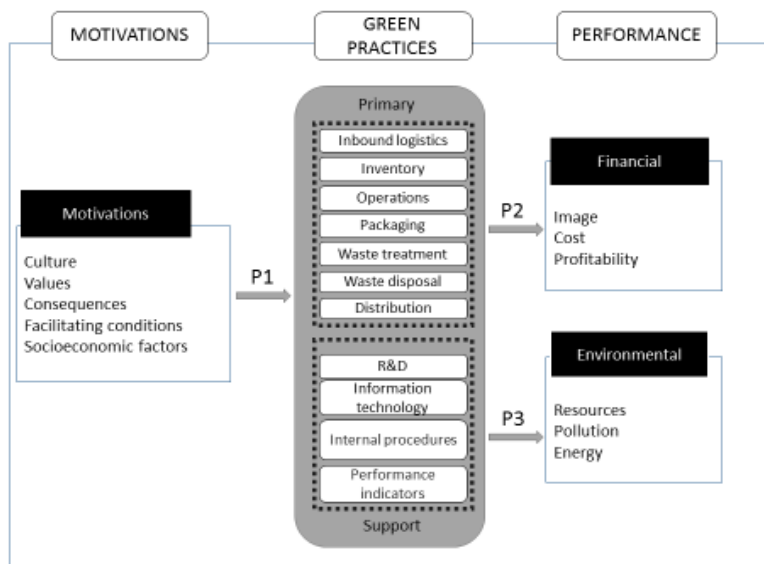 MOTIVATIONS
GREEN
PRACTICES
PERFORMANCE
Motivations
Culture
Values
Consequences
Facilitating conditions
Socioeconomic factors
P1
Primary
Inbound logistics
Inventory
Operations
Packaging
Waste treatment
Waste disposal
Distribution
R&D
Information
technology
Internal procedures
Performance
indicators
Support
P2
Financial
Image
Cost
Profitability
P3
Environmental
Resources
Pollution
Energy